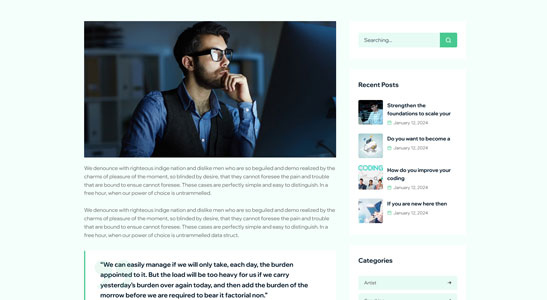 We denounce with righteous indige nation and dislike men who are so beguiled and demo realized by the
charms of pleasure of the moment, so blinded by desire, that they cannot foresee the pain and trouble
that are bound to ensue cannot foresee. These cases are perfectly simple and easy to distinguish. In a
free hour, when our power of choice is untrammelled.
We denounce with righteous indige nation and dislike men who are so beguiled and demo realized by the
charms of pleasure of the moment, so blinded by desire, that they cannot foresee the pain and trouble
that are bound to ensue cannot foresee. These cases are perfectly simple and easy to distinguish. In a
free hour, when our power of choice is untrammelled data struct.
“We can easily manage if we will only take, each day, the burden
appointed to it. But the load will be too heavy for us if we carry
yesterday's burden over again today, and then add the burden of the
morrow before we are required to bear it factorial non.”
Searching...
Recent Posts
Strengthen the
foundations to scale your
January 12, 2024
Do you want to become a
January 12, 2024
CODING
How do you improve your
coding
January 12, 2024
If you are new here then
January 12, 2024
Categories
Artist